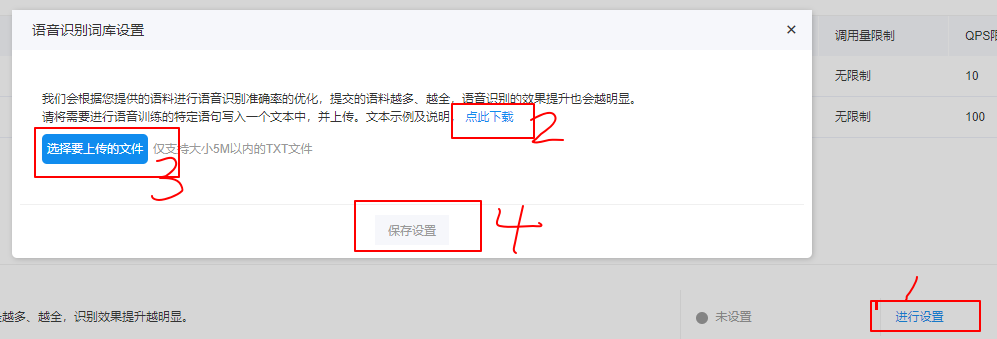 语音识别词库设置
×
调用量限制
QPS限
无限制
10
无限制
100
我们会根据您提供的语料进行语音识别准确率的优化，提交的语料越多、越全，语音识别的效果提升也会越明显。
请将需要进行语音训练的特定语句写入一个文本中，并上传。文本示例及说明 点此下载
2
选择要上传的文件 仅支持大小5M以内的TXT文件
3
保存设置
4
1
越多、越全，识别效果提升越明显。
未设置
进行设置